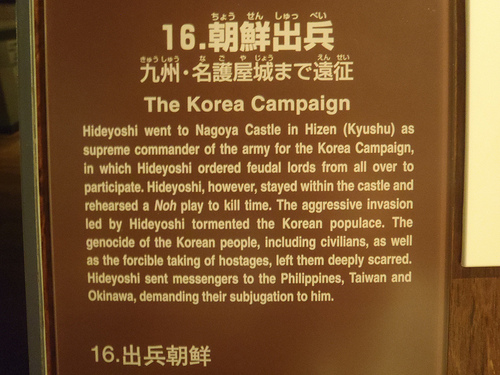 ちょう せん しゅっ ぺい
16.朝鮮出兵
きゅうしゅう なごやじょう えんせい
九州・名護屋城まで遠征
The Korea Campaign
Hideyoshi went to Nagoya Castle in Hizen (Kyushu) as
supreme commander of the army for the Korea Campaign,
in which Hideyoshi ordered feudal lords from all over to
participate. Hideyoshi, however, stayed within the castle and
rehearsed a Noh play to kill time. The aggressive invasion
led by Hideyoshi tormented the Korean populace. The
genocide of the Korean people, including civilians, as well
as the forcible taking of hostages, left them deeply scarred.
Hideyoshi sent messengers to the Philippines, Taiwan and
Okinawa, demanding their subjugation to him.
16.出兵朝鲜